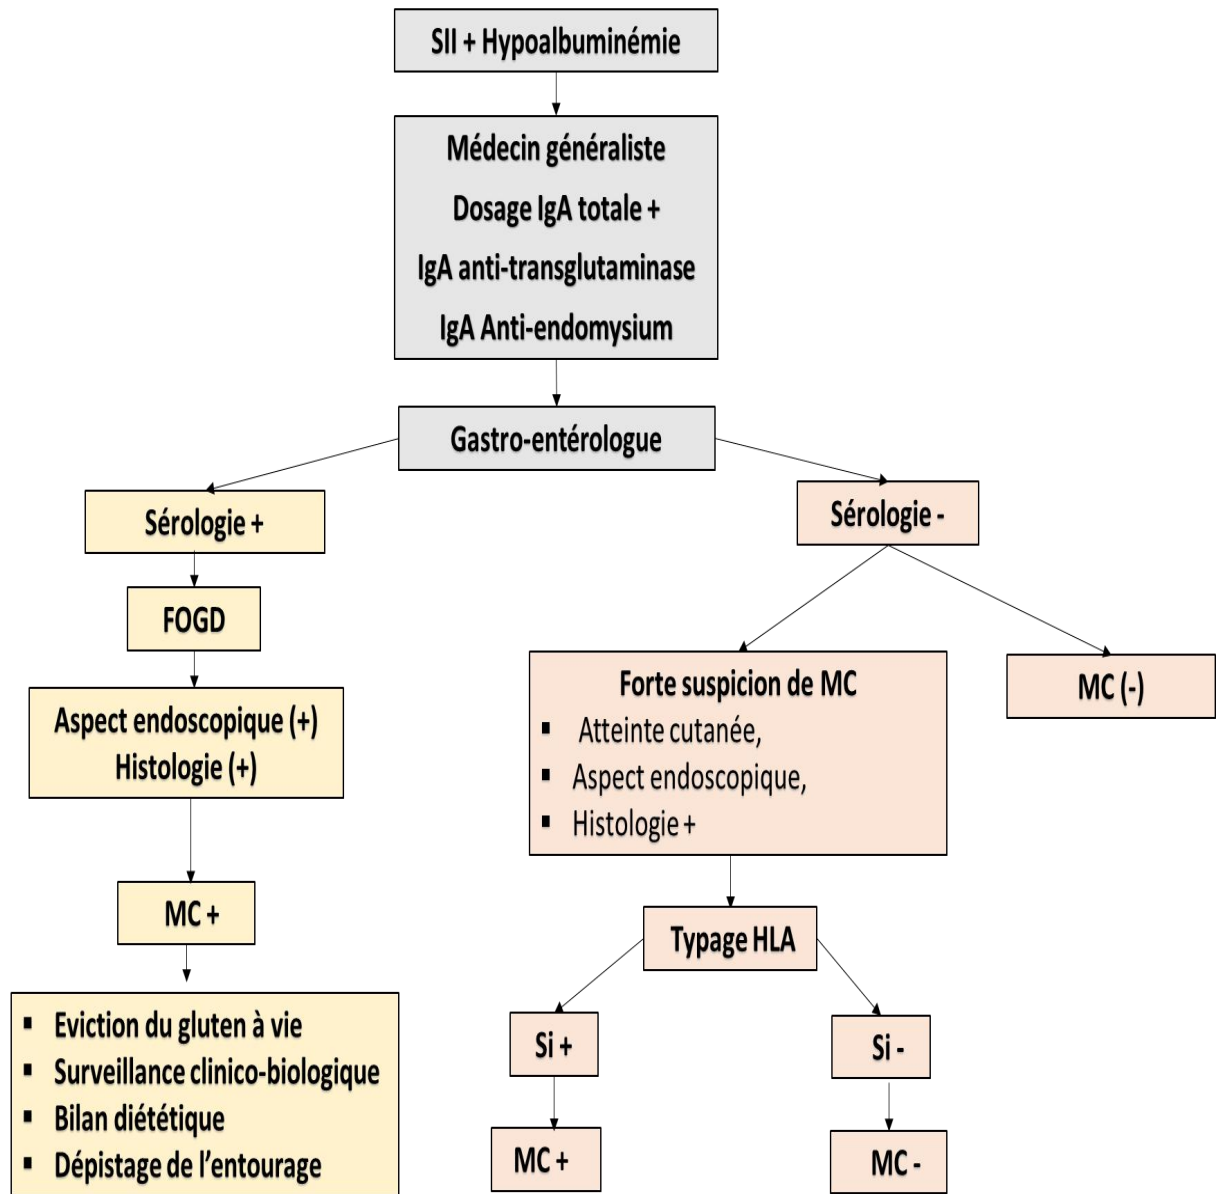 SII + Hypoalbuminémie
Médecin généraliste
Dosage IgA totale +
IgA anti-transglutaminase
IgA Anti-endomysium
Gastro-entérologue
Sérologie +
FOGD
Aspect endoscopique (+)
Histologie (+)
MC +
▪ Eviction du gluten à vie
▪ Surveillance clinico-biologique
▪ Bilan diététique
▪ Dépistage de l'entourage
Sérologie -
Forte suspicion de MC
▪ Atteinte cutanée,
▪ Aspect endoscopique,
▪ Histologie +
MC (-)
Typage HLA
Si +
MC +
Si -
MC -